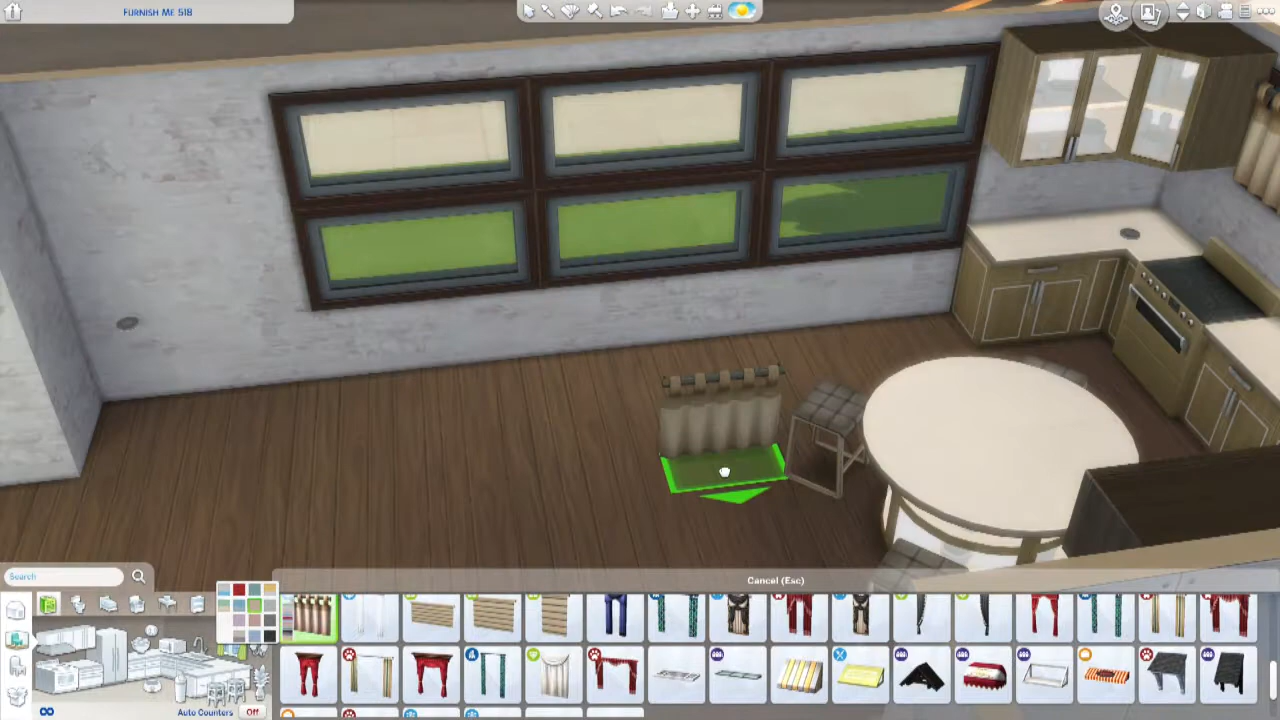 FURNISH ME 518
Cancel (Esc)
Search
Auto Counters
Off